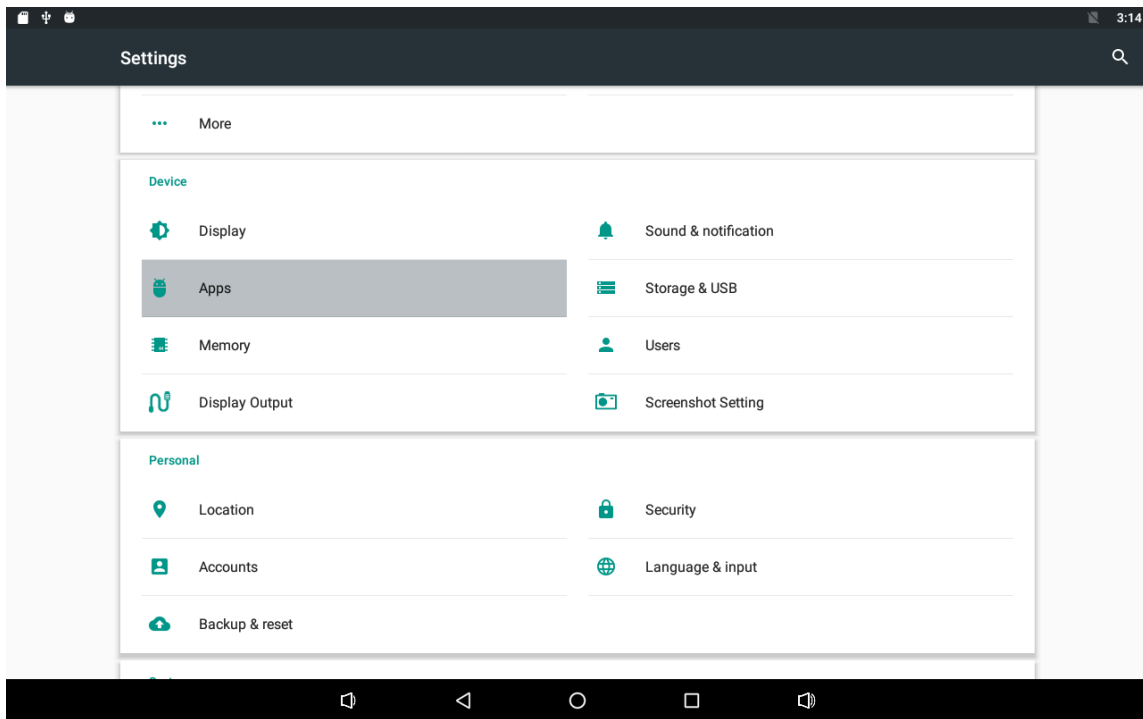 3:14
Settings
More
Device
Display
Sound & notification
Apps
Storage & USB
Memory
Users
Display Output
Screenshot Setting
Personal
Location
Security
Accounts
Language & input
Backup & reset